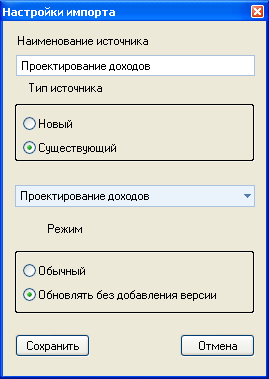 Настройки импорта
Наименование источника
Проектирование доходов
Тип источника
Новый
Существующий
Проектирование доходов
Режим
Обычный
Обновлять без добавления версии
Сохранить
Отмена